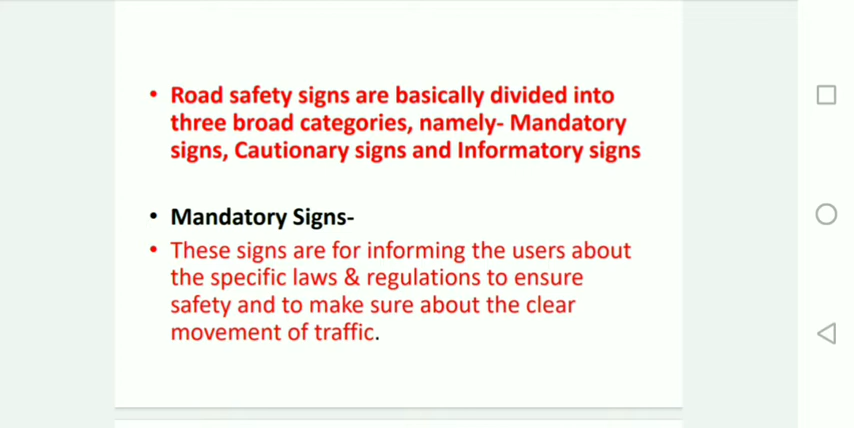 • Road safety signs are basically divided into
three broad categories, namely- Mandatory
signs, Cautionary signs and Informatory signs
• Mandatory Signs-
• These signs are for informing the users about
the specific laws & regulations to ensure
safety and to make sure about the clear
movement of traffic.